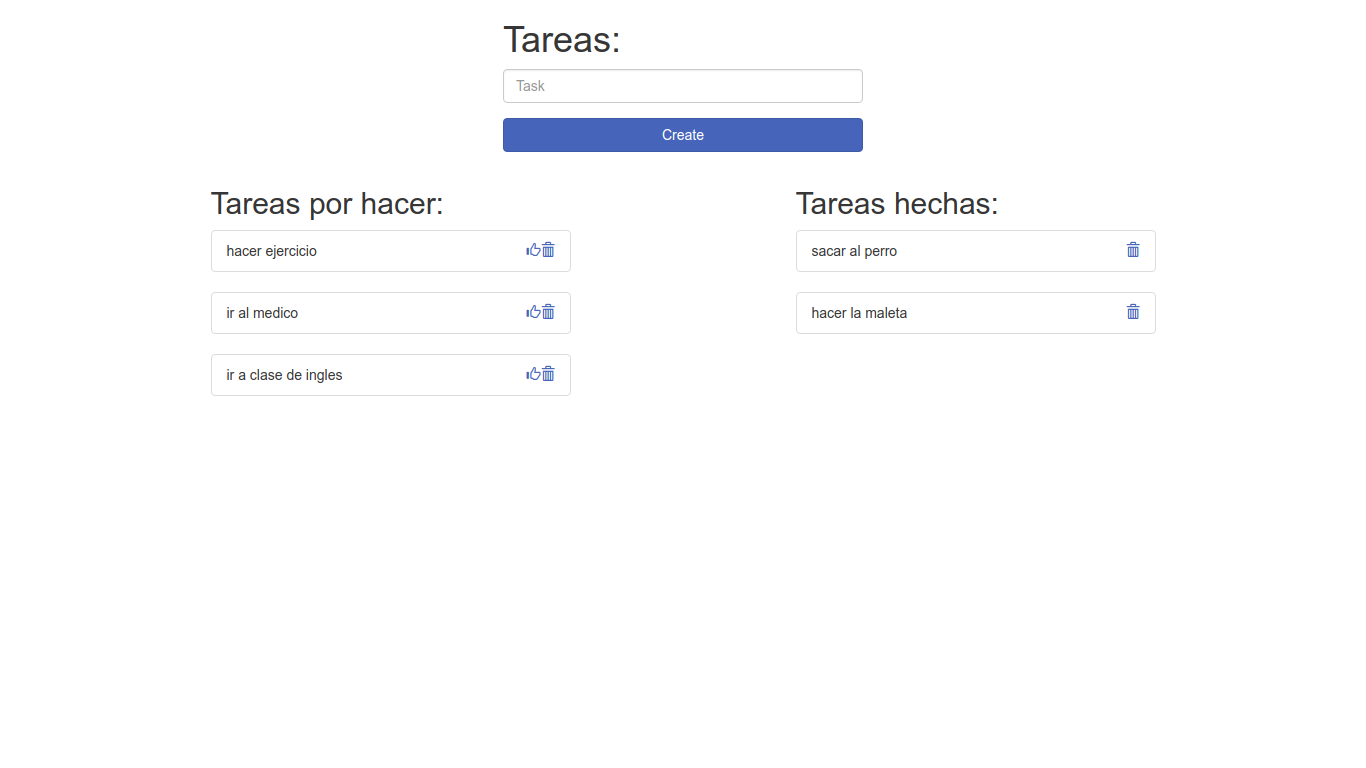 Tareas:
Task
Create
Tareas por hacer:
hacer ejercicio
ir al medico
ir a clase de ingles
Tareas hechas:
sacar al perro
hacer la maleta